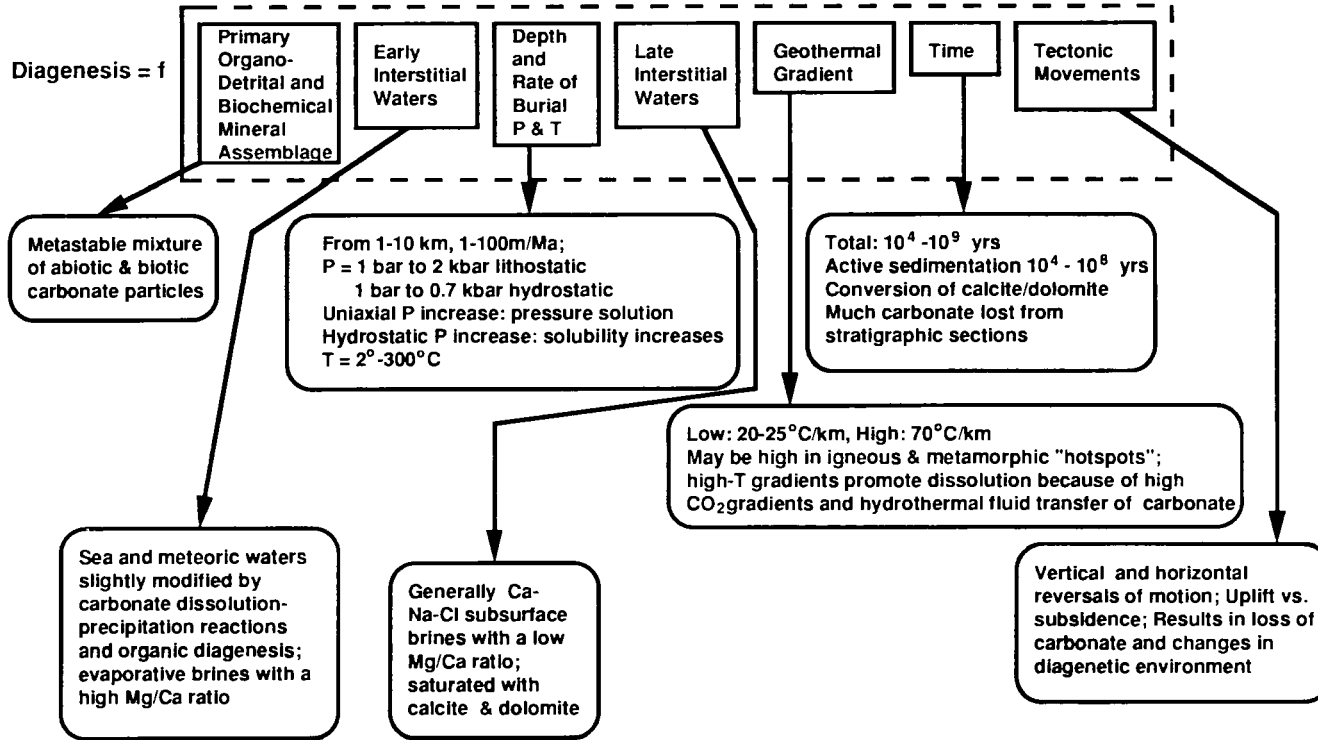 Diagenesis = f
Primary
Organo-
Detrital and
Biochemical
Mineral
Assemblage
Early
Interstitial
Waters
Depth
and
Rate of
Burial
P & T
Late
Interstitial
Waters
Geothermal
Gradient
Time
Tectonic
Movements
Metastable mixture
of abiotic & biotic
carbonate particles
From 1-10 km, 1-100m/Ma;
P = 1 bar to 2 kbar lithostatic
1 bar to 0.7 kbar hydrostatic
Uniaxial P increase: pressure solution
Hydrostatic P increase: solubility increases
T = 2°-300°C
Total: 10⁴ -10⁹ yrs
Active sedimentation 10⁴ - 10⁸ yrs
Conversion of calcite/dolomite
Much carbonate lost from
stratigraphic sections
Low: 20-25°C/km, High: 70°C/km
May be high in igneous & metamorphic "hotspots";
high-T gradients promote dissolution because of high
CO₂gradients and hydrothermal fluid transfer of carbonate
Sea and meteoric waters
slightly modified by
carbonate dissolution-
precipitation reactions
and organic diagenesis;
evaporative brines with a
high Mg/Ca ratio
Generally Ca-
Na-Cl subsurface
brines with a low
Mg/Ca ratio;
saturated with
calcite & dolomite
Vertical and horizontal
reversals of motion; Uplift vs.
subsidence; Results in loss of
carbonate and changes in
diagenetic environment